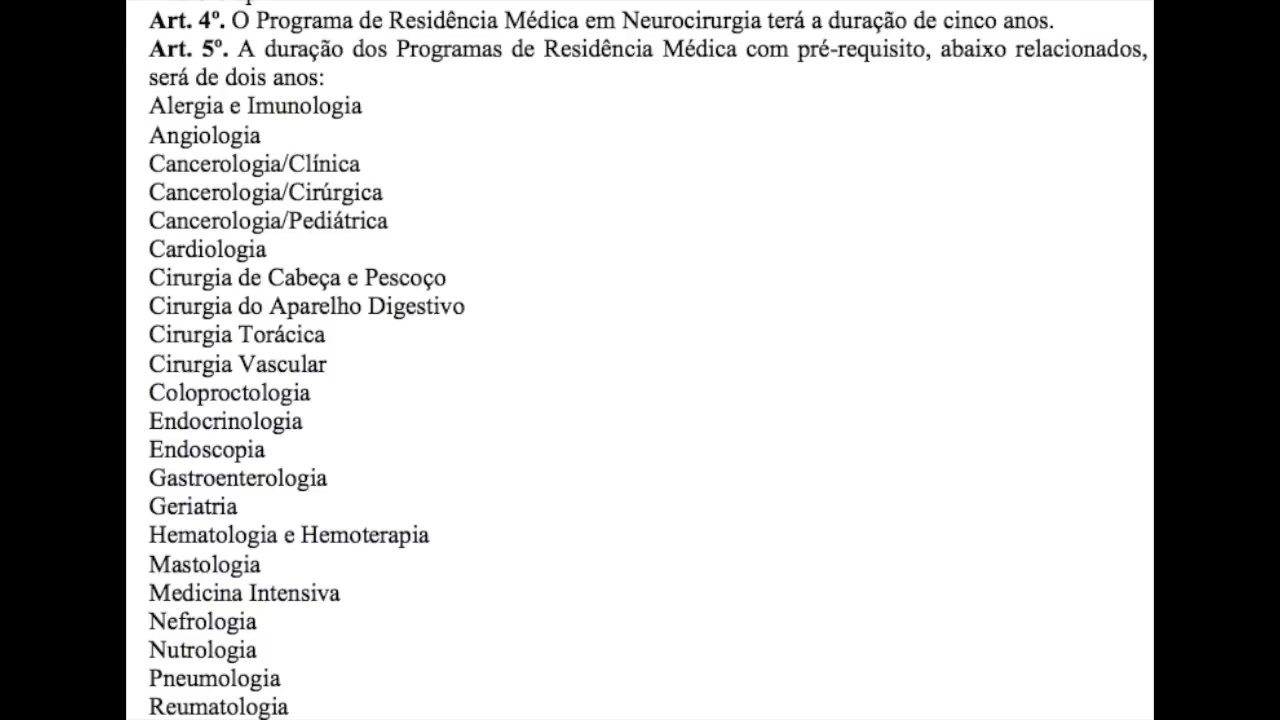 Art. 4º. O Programa de Residência Médica em Neurocirurgia terá a duração de cinco anos.
Art. 5º. A duração dos Programas de Residência Médica com pré-requisito, abaixo relacionados,
será de dois anos:
Alergia e Imunologia
Angiologia
Cancerologia/Clínica
Cancerologia/Cirúrgica
Cancerologia/Pediátrica
Cardiologia
Cirurgia de Cabeça e Pescoço
Cirurgia do Aparelho Digestivo
Cirurgia Torácica
Cirurgia Vascular
Coloproctologia
Endocrinologia
Endoscopia
Gastroenterologia
Geriatria
Hematologia e Hemoterapia
Mastologia
Medicina Intensiva
Nefrologia
Nutrologia
Pneumologia
Reumatologia